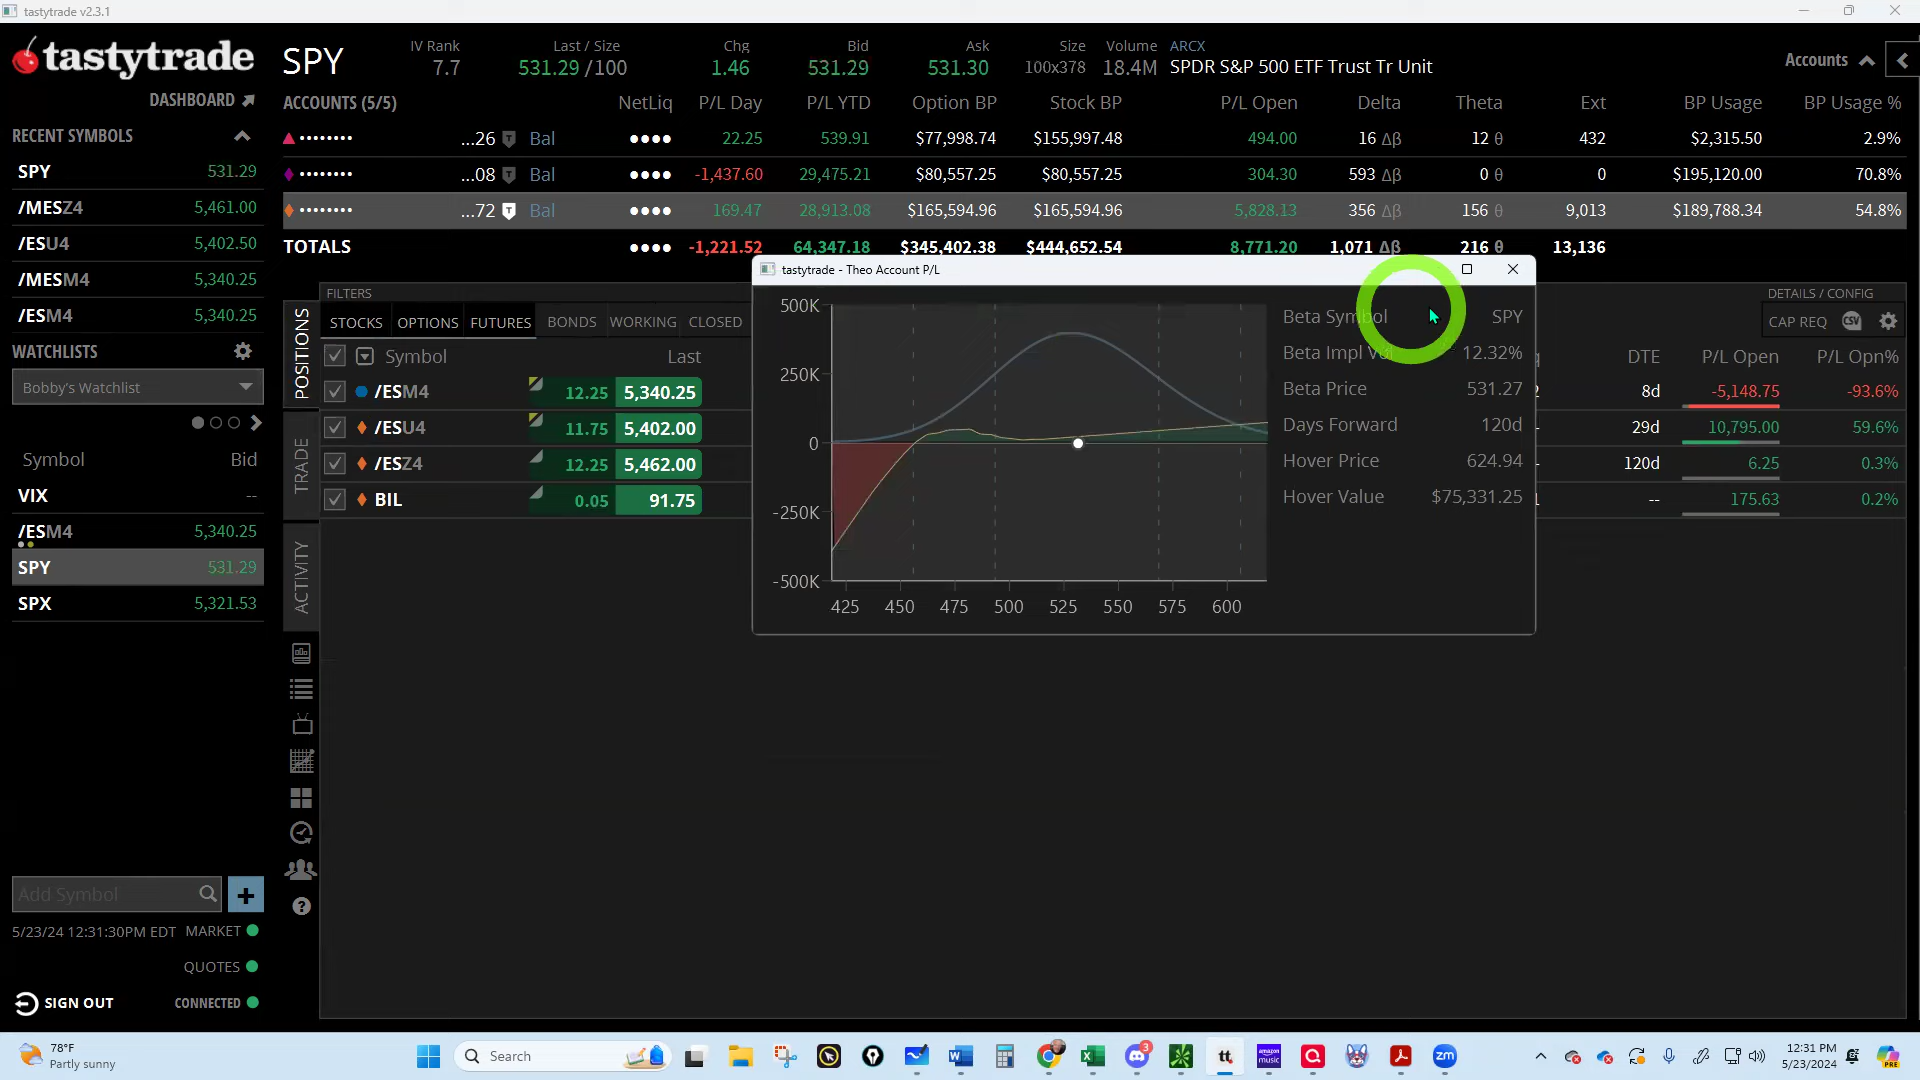 tastytrade v2.3.1
tastytrade
DASHBOARD
SPY
IV Rank
7.7
Last / Size
531.29 /100
Chg
1.46
Bid
531.29
Ask
531.30
Size
100x378
Volume
18.4M
ARCX
SPDR S&P 500 ETF Trust Tr Unit
Accounts
ACCOUNTS (5/5) NetLiq P/L Day P/L YTD Option BP Stock BP P/L Open Delta Theta Ext BP Usage BP Usage %
...26 T Bal 22.25 539.91 $77,998.74 $155,997.48 494.00 16 Δβ 12 θ 432 $2,315.50 2.9%
...08 T Bal -1,437.60 29,475.21 $80,557.25 $80,557.25 304.30 593 Δβ 0 θ 0 $195,120.00 70.8%
...72 T Bal 169.47 28,913.08 $165,594.96 $165,594.96 5,828.13 356 Δβ 156 θ 9,013 $189,788.34 54.8%
TOTALS -1,221.52 64,347.18 $345,402.38 $444,652.54 8,771.20 1,071 Δβ 216 θ 13,136
RECENT SYMBOLS
SPY 531.29
/MESZ4 5,461.00
/ESU4 5,402.50
/MESM4 5,340.25
/ESM4 5,340.25
WATCHLISTS
Bobby's Watchlist
Symbol Bid
VIX --
/ESM4 5,340.25
SPY 531.29
SPX 5,321.53
Add Symbol
5/23/24 12:31:30PM EDT MARKET
QUOTES
SIGN OUT CONNECTED
POSITIONS
TRADE
ACTIVITY
FILTERS
STOCKS OPTIONS FUTURES BONDS WORKING CLOSED
Symbol Last
/ESM4 12.25 5,340.25
/ESU4 11.75 5,402.00
/ESZ4 12.25 5,462.00
BIL 0.05 91.75
tastytrade - Theo Account P/L
500K
250K
0
-250K
-500K
425 450 475 500 525 550 575 600
Beta Symbol SPY
Beta Impl Vol 12.32%
Beta Price 531.27
Days Forward 120d
Hover Price 624.94
Hover Value $75,331.25
DETAILS / CONFIG
CAP REQ CSV
DTE P/L Open P/L Opn%
8d -5,148.75 -93.6%
29d 10,795.00 59.6%
120d 6.25 0.3%
-- 175.63 0.2%
78°F
Partly sunny
Search
3
tt
amazon music
zm
12:31 PM
5/23/2024
PRE